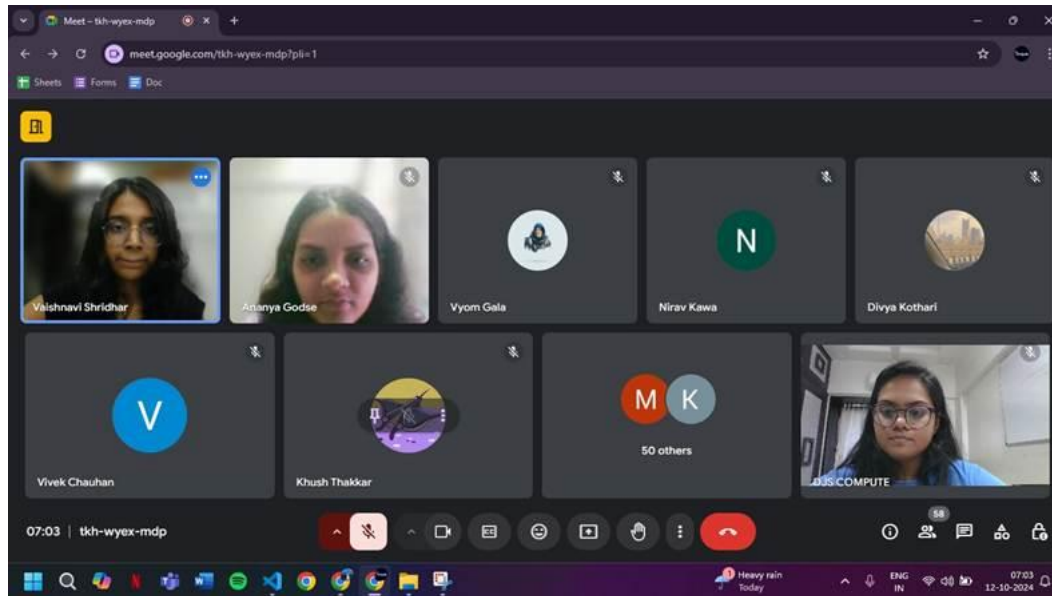 Meet – tkh-wyex-mdp
meet.google.com/tkh-wyex-mdp?pli=1
Sheets Forms Doc
Vaishnavi Shridhar
Ananya Godse
Vyom Gala
N
Nirav Kawa
Divya Kothari
V
Vivek Chauhan
Khush Thakkar
M K
50 others
DJS COMPUTE
07:03 | tkh-wyex-mdp
CC
58
Heavy rain
Today
ENG
IN
07:03
12-10-2024